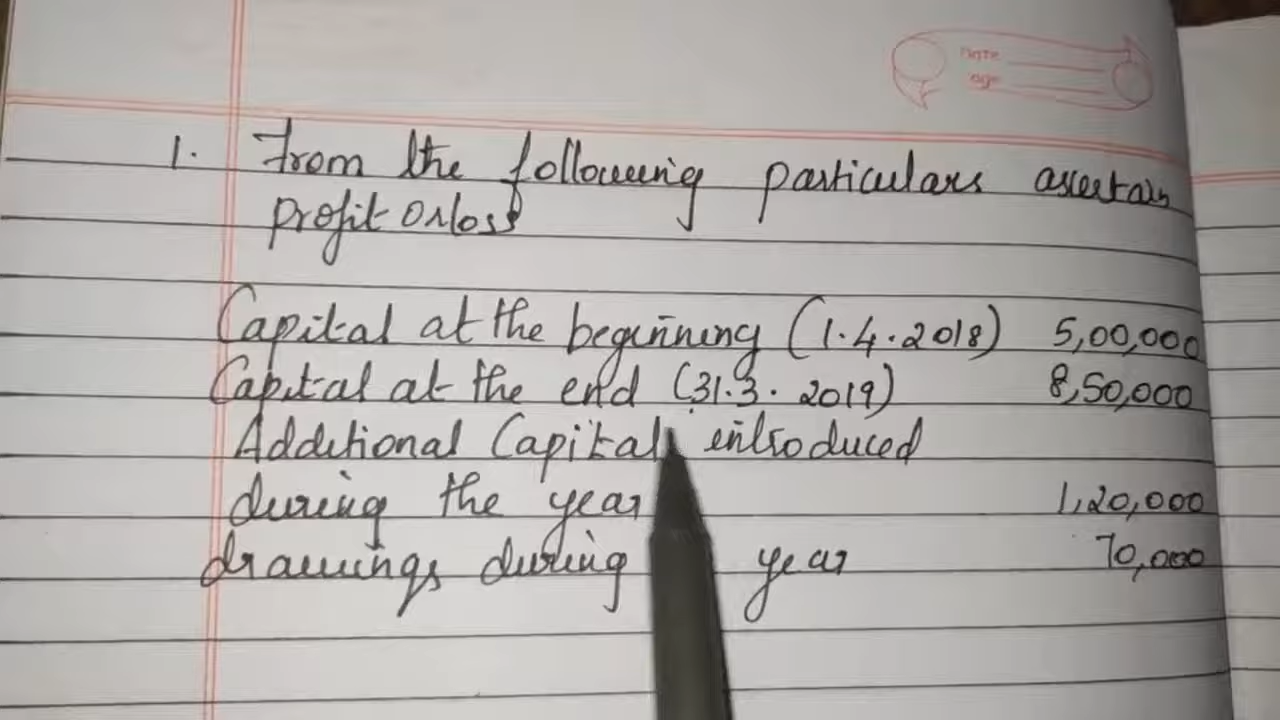 Date
age
1. From the following particulars ascertain
profit or loss
Capital at the beginning (1.4.2018) 5,00,000
Capital at the end (31.3.2019) 8,50,000
Additional Capital introduced
during the year 1,20,000
drawings during year 70,000